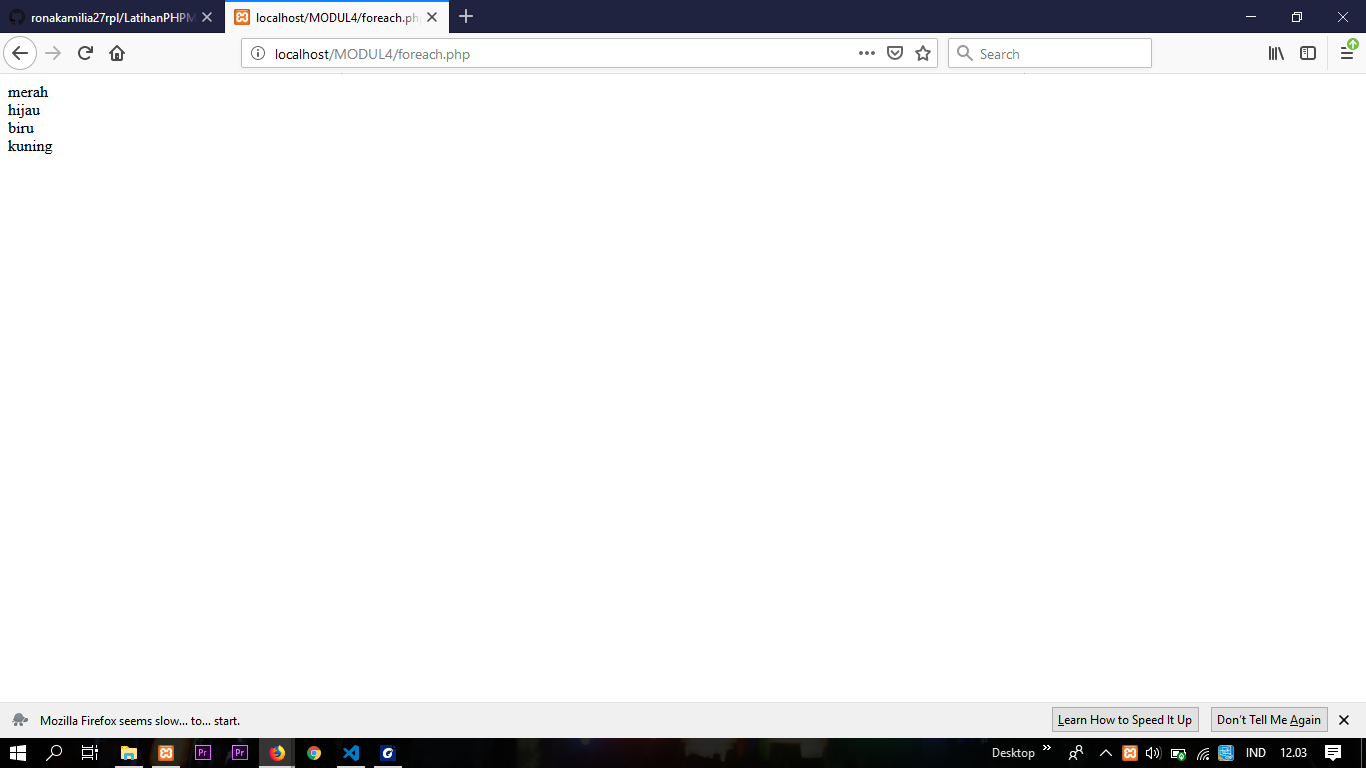 ronakamilia27rpl/LatihanPHPM
localhost/MODUL4/foreach.ph
localhost/MODUL4/foreach.php
Search
merah
hijau
biru
kuning
Mozilla Firefox seems slow... to... start.
Learn How to Speed It Up
Don't Tell Me Again
Pr
Pr
Desktop
IND
12.03